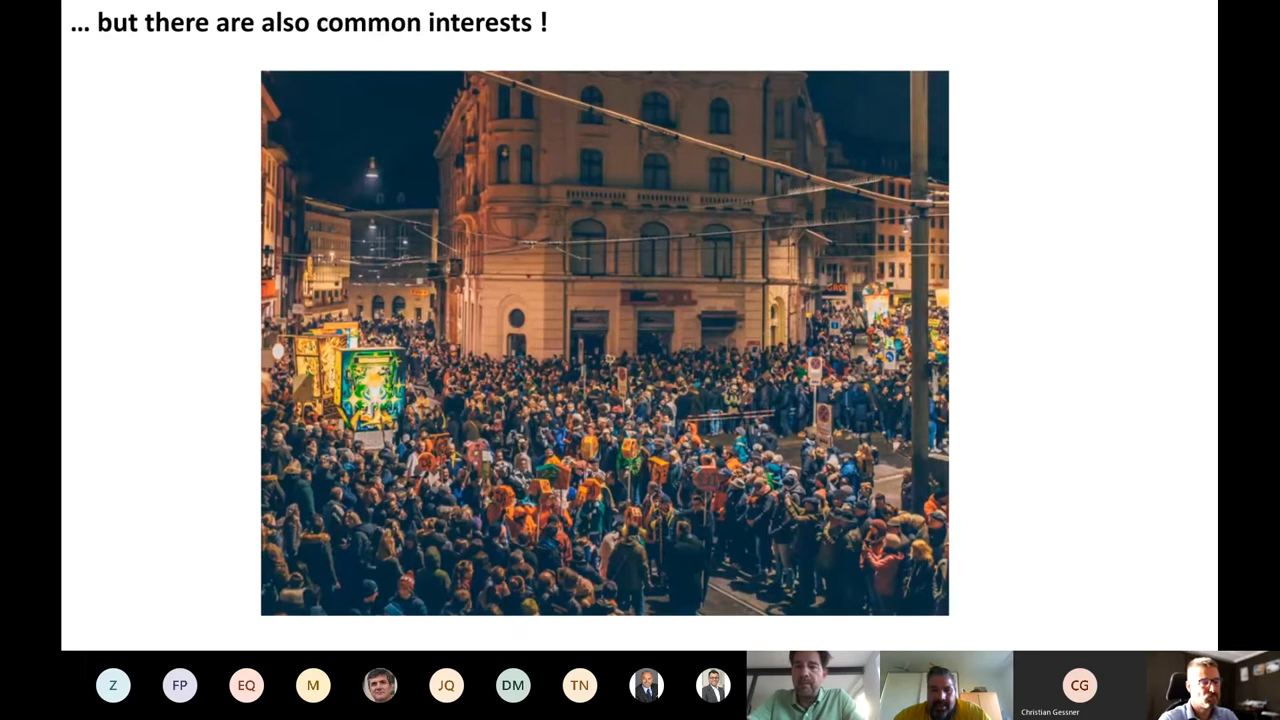 ... but there are also common interests !
Z
FP
EQ
M
JQ
DM
TN
CG
Christian Gessner